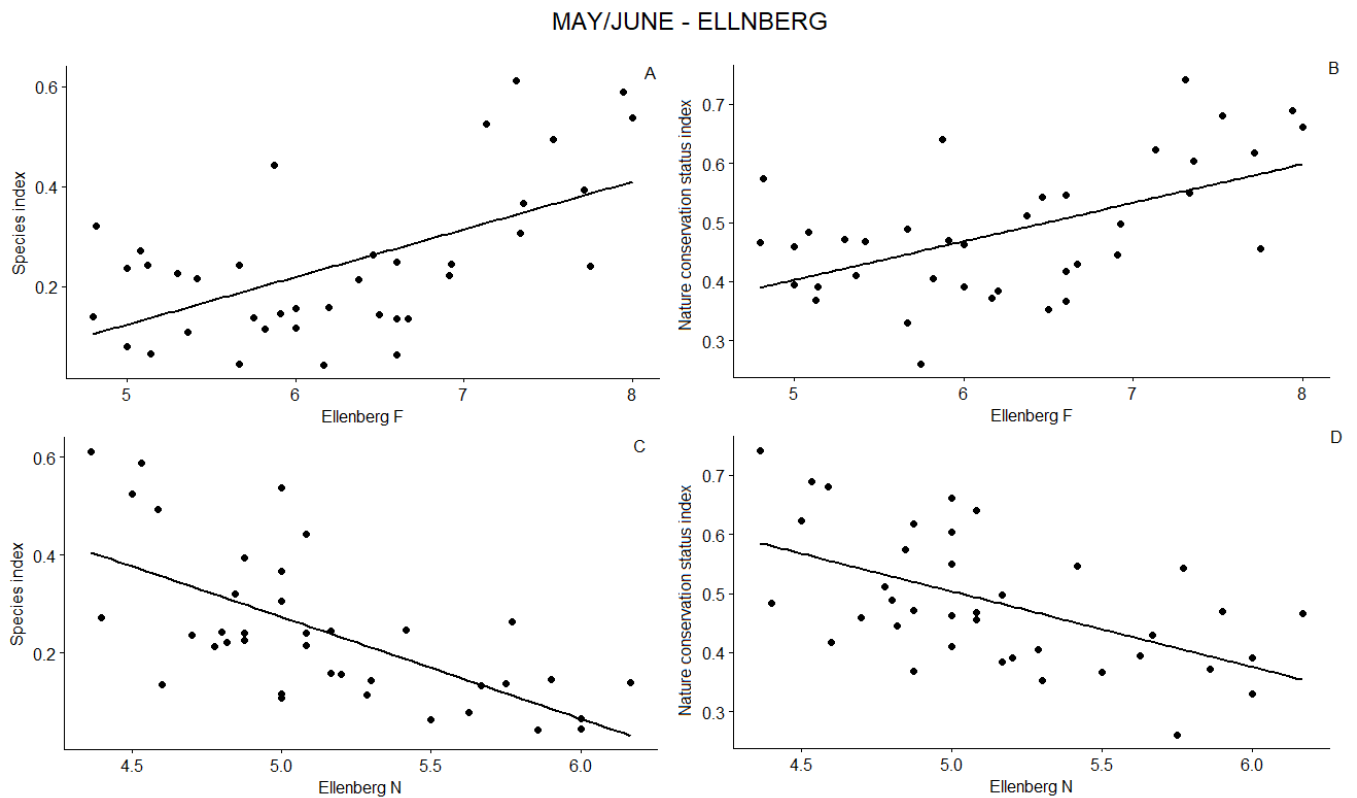 MAY/JUNE - ELLNBERG
A
Species index
0.6
0.4
0.2
5
6
7
8
Ellenberg F
B
Nature conservation status index
0.7
0.6
0.5
0.4
0.3
5
6
7
8
Ellenberg F
C
Species index
0.6
0.4
0.2
4.5
5.0
5.5
6.0
Ellenberg N
D
Nature conservation status index
0.7
0.6
0.5
0.4
0.3
4.5
5.0
5.5
6.0
Ellenberg N